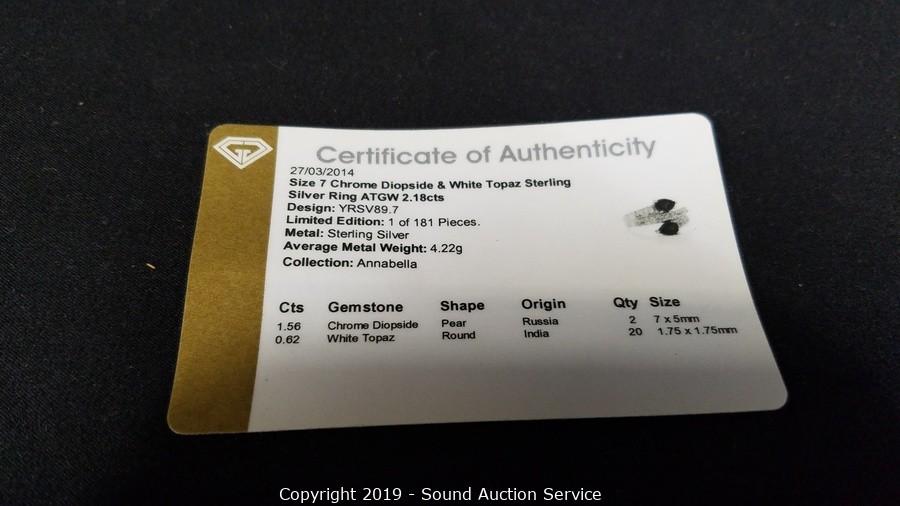 Certificate of Authenticity
27/03/2014
Size 7 Chrome Diopside & White Topaz Sterling
Silver Ring ATGW 2.18cts
Design: YRSV89.7
Limited Edition: 1 of 181 Pieces.
Metal: Sterling Silver
Average Metal Weight: 4.22g
Collection: Annabella
Cts Gemstone Shape Origin Qty Size
1.56 Chrome Diopside Pear Russia 2 7 x 5mm
0.62 White Topaz Round India 20 1.75 x 1.75mm
Copyright 2019 - Sound Auction Service